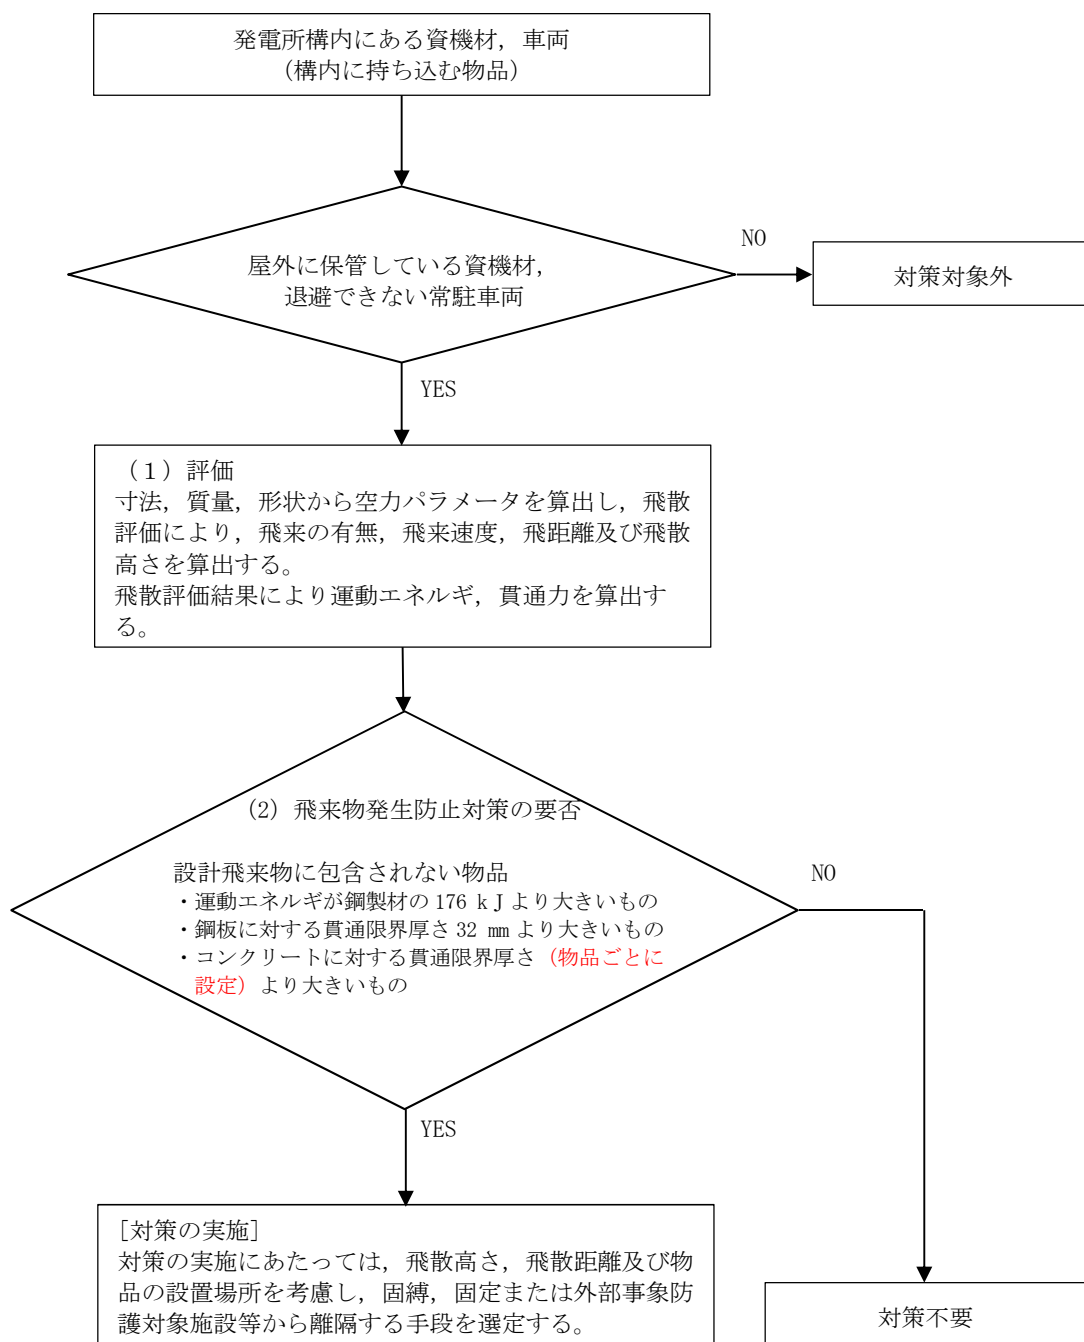 発電所構内にある資機材，車両
（構内に持ち込む物品）
屋外に保管している資機材，
退避できない常駐車両
NO
対策対象外
YES
（１）評価
寸法，質量，形状から空力パラメータを算出し，飛散
評価により，飛来の有無，飛来速度，飛距離及び飛散
高さを算出する。
飛散評価結果により運動エネルギ，貫通力を算出す
る。
(2) 飛来物発生防止対策の要否
設計飛来物に包含されない物品
・運動エネルギが鋼製材の 176 kＪより大きいもの
・鋼板に対する貫通限界厚さ 32 ㎜ より大きいもの
・コンクリートに対する貫通限界厚さ（物品ごとに
設定）より大きいもの
NO
YES
［対策の実施］
対策の実施にあたっては，飛散高さ，飛散距離及び物
品の設置場所を考慮し，固縛，固定または外部事象防
護対象施設等から離隔する手段を選定する。
対策不要